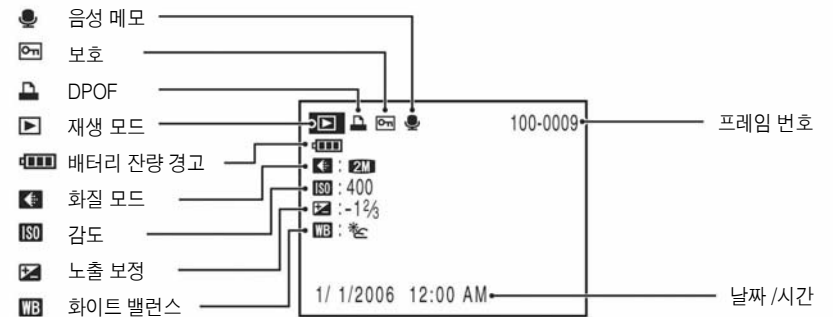 음성 메모
보호
DPOF
재생 모드
배터리 잔량 경고
화질 모드
ISO 감도
노출 보정
WB 화이트 밸런스
100-0009
: 2M
ISO : 400
: -1⅔
WB :
1/ 1/2006 12:00 AM
프레임 번호
날짜 /시간